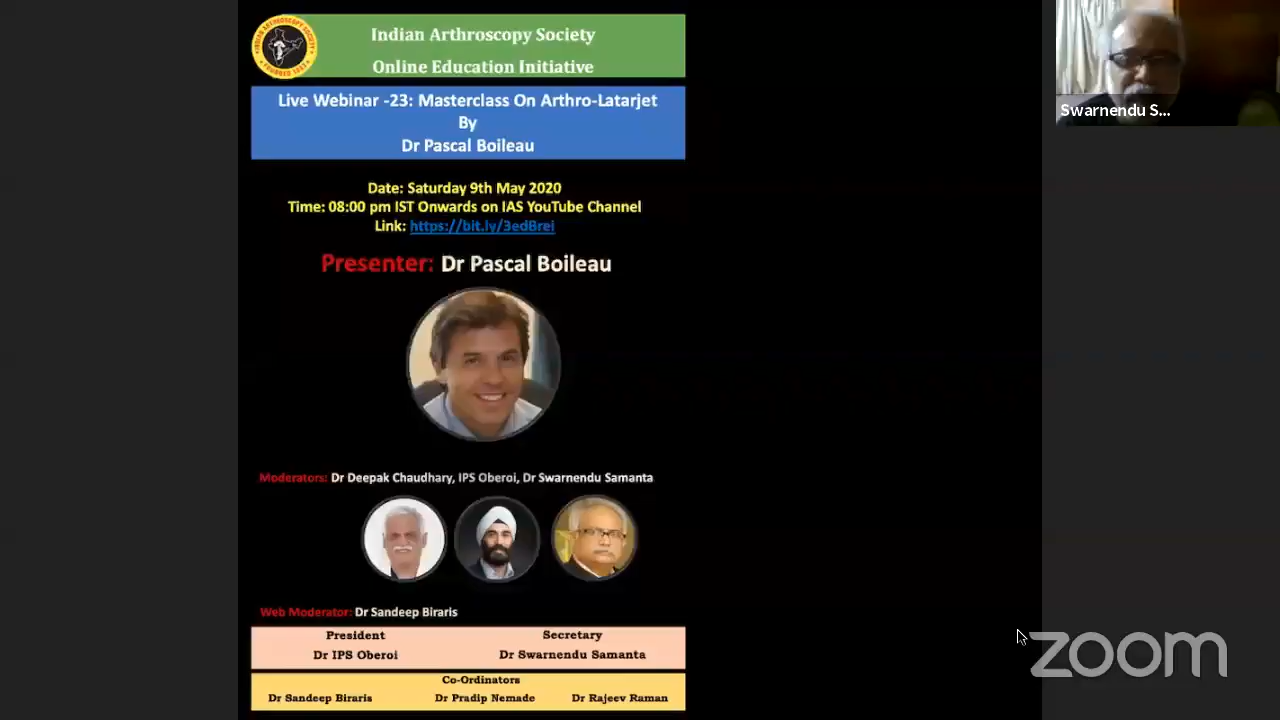 INDIAN ARTHROSCOPY SOCIETY
Indian Arthroscopy Society
Online Education Initiative
Live Webinar -23: Masterclass On Arthro-Latarjet
By
Dr Pascal Boileau
Date: Saturday 9th May 2020
Time: 08:00 pm IST Onwards on IAS YouTube Channel
Link: https://bit.ly/3edBrei
Presenter: Dr Pascal Boileau
Moderators: Dr Deepak Chaudhary, IPS Oberoi, Dr Swarnendu Samanta
Web Moderator: Dr Sandeep Biraris
President Secretary
Dr IPS Oberoi Dr Swarnendu Samanta
Co-Ordinators
Dr Sandeep Biraris Dr Pradip Nemade Dr Rajeev Raman
Swarnendu S...
zoom